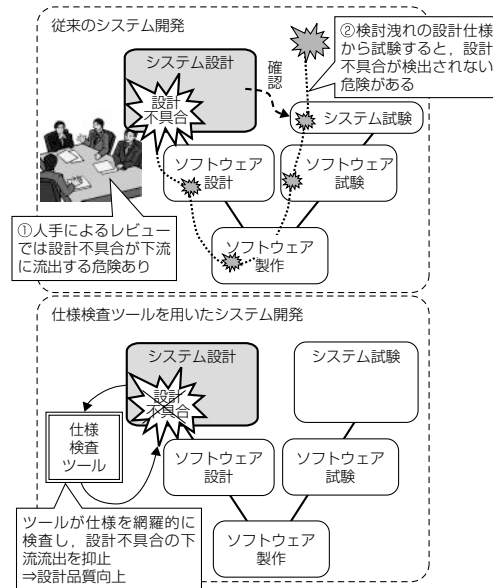 従来のシステム開発
②検討洩れの設計仕様
から試験すると，設計
不具合が検出されない
危険がある
システム設計
確認
設計
不具合
システム試験
ソフトウェア
設計
ソフトウェア
試験
①人手によるレビュー
では設計不具合が下流
に流出する危険あり
ソフトウェア
製作
仕様検査ツールを用いたシステム開発
システム設計
システム試験
設計
不具合
仕様
検査
ツール
ソフトウェア
設計
ソフトウェア
試験
ツールが仕様を網羅的に
検査し，設計不具合の下
流流出を抑止
⇒設計品質向上
ソフトウェア
製作